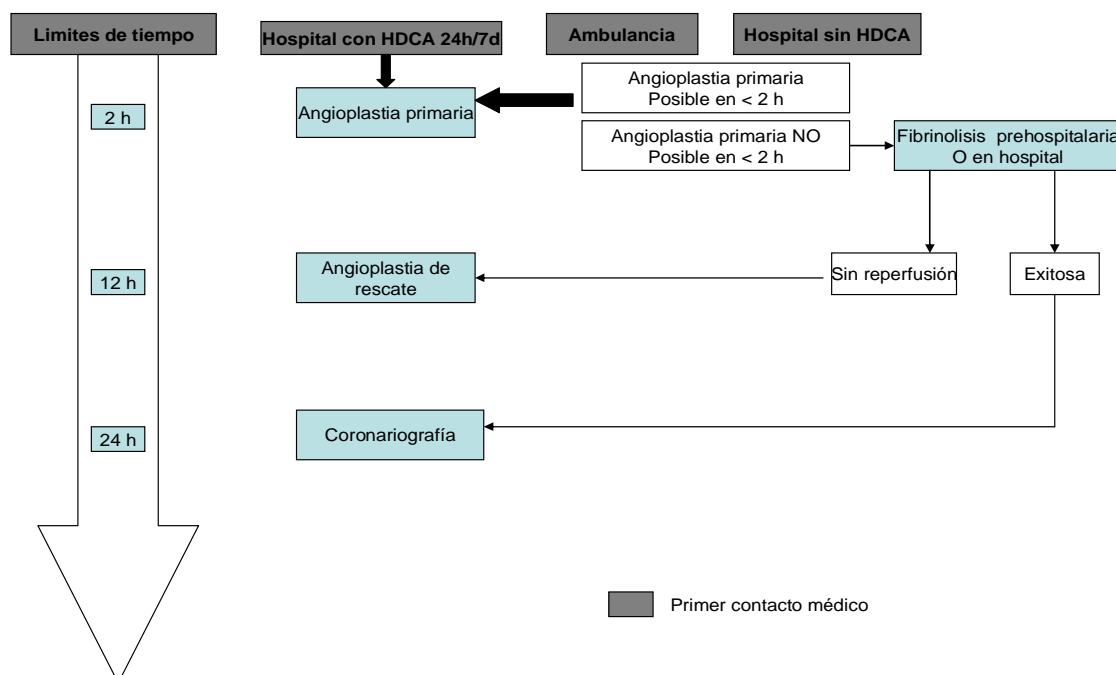 Limites de tiempo
Hospital con HDCA 24h/7d
Ambulancia
Hospital sin HDCA
Angioplastia primaria
Posible en < 2 h
2 h
Angioplastia primaria
Angioplastia primaria NO
Posible en < 2 h
Fibrinolisis prehospitalaria
O en hospital
12 h
Angioplastia de
rescate
Sin reperfusión
Exitosa
24 h
Coronariografía
Primer contacto médico